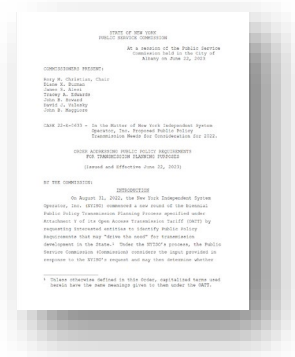 STATE OF NEW YORK
PUBLIC SERVICE COMMISSION
At a session of the Public Service
Commission held in the City of
Albany on June 22, 2023
COMMISSIONERS PRESENT:
Rory M. Christian, Chair
Diane X. Burman
James S. Alesi
Tracey A. Edwards
John B. Howard
David J. Valesky
John B. Maggiore
CASE 22-E-0633 - In the Matter of New York Independent System
Operator, Inc. Proposed Public Policy
Transmission Needs for Consideration for 2022.
ORDER ADDRESSING PUBLIC POLICY REQUIREMENTS
FOR TRANSMISSION PLANNING PURPOSES
(Issued and Effective June 22, 2023)
BY THE COMMISSION:
INTRODUCTION
On August 31, 2022, the New York Independent System
Operator, Inc. (NYISO) commenced a new round of the biennial
Public Policy Transmission Planning Process specified under
Attachment Y of its Open Access Transmission Tariff (OATT) by
requesting interested entities to identify Public Policy
Requirements that may "drive the need" for transmission
development in the State.¹ Under the NYISO's process, the Public
Service Commission (Commission) considers the input provided in
response to the NYISO's request and may then determine whether
¹ Unless otherwise defined in this Order, capitalized terms used
herein have the same meanings given to them under the OATT.